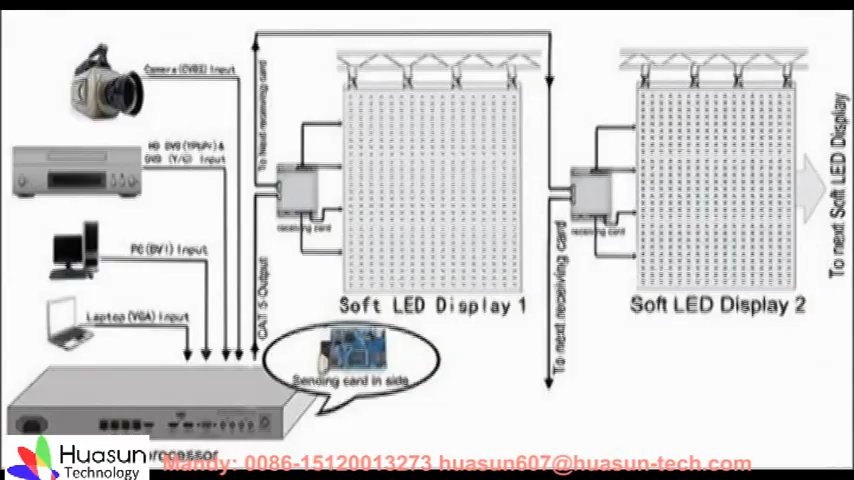 Camera(CVBS) Input
HD DVD(YPbPr)&
DVD (Y/C) Input
PC(DVI) Input
Laptop(VGA) Input
To next receiving card
CAT 5 Output
receiving card
Soft LED Display 1
To next receiving card
receiving card
Soft LED Display 2
To next Soft LED Display
Sending card in side
processor
Huasun
Technology
Mandy: 0086-15120013273 huasun607@huasun-tech.com